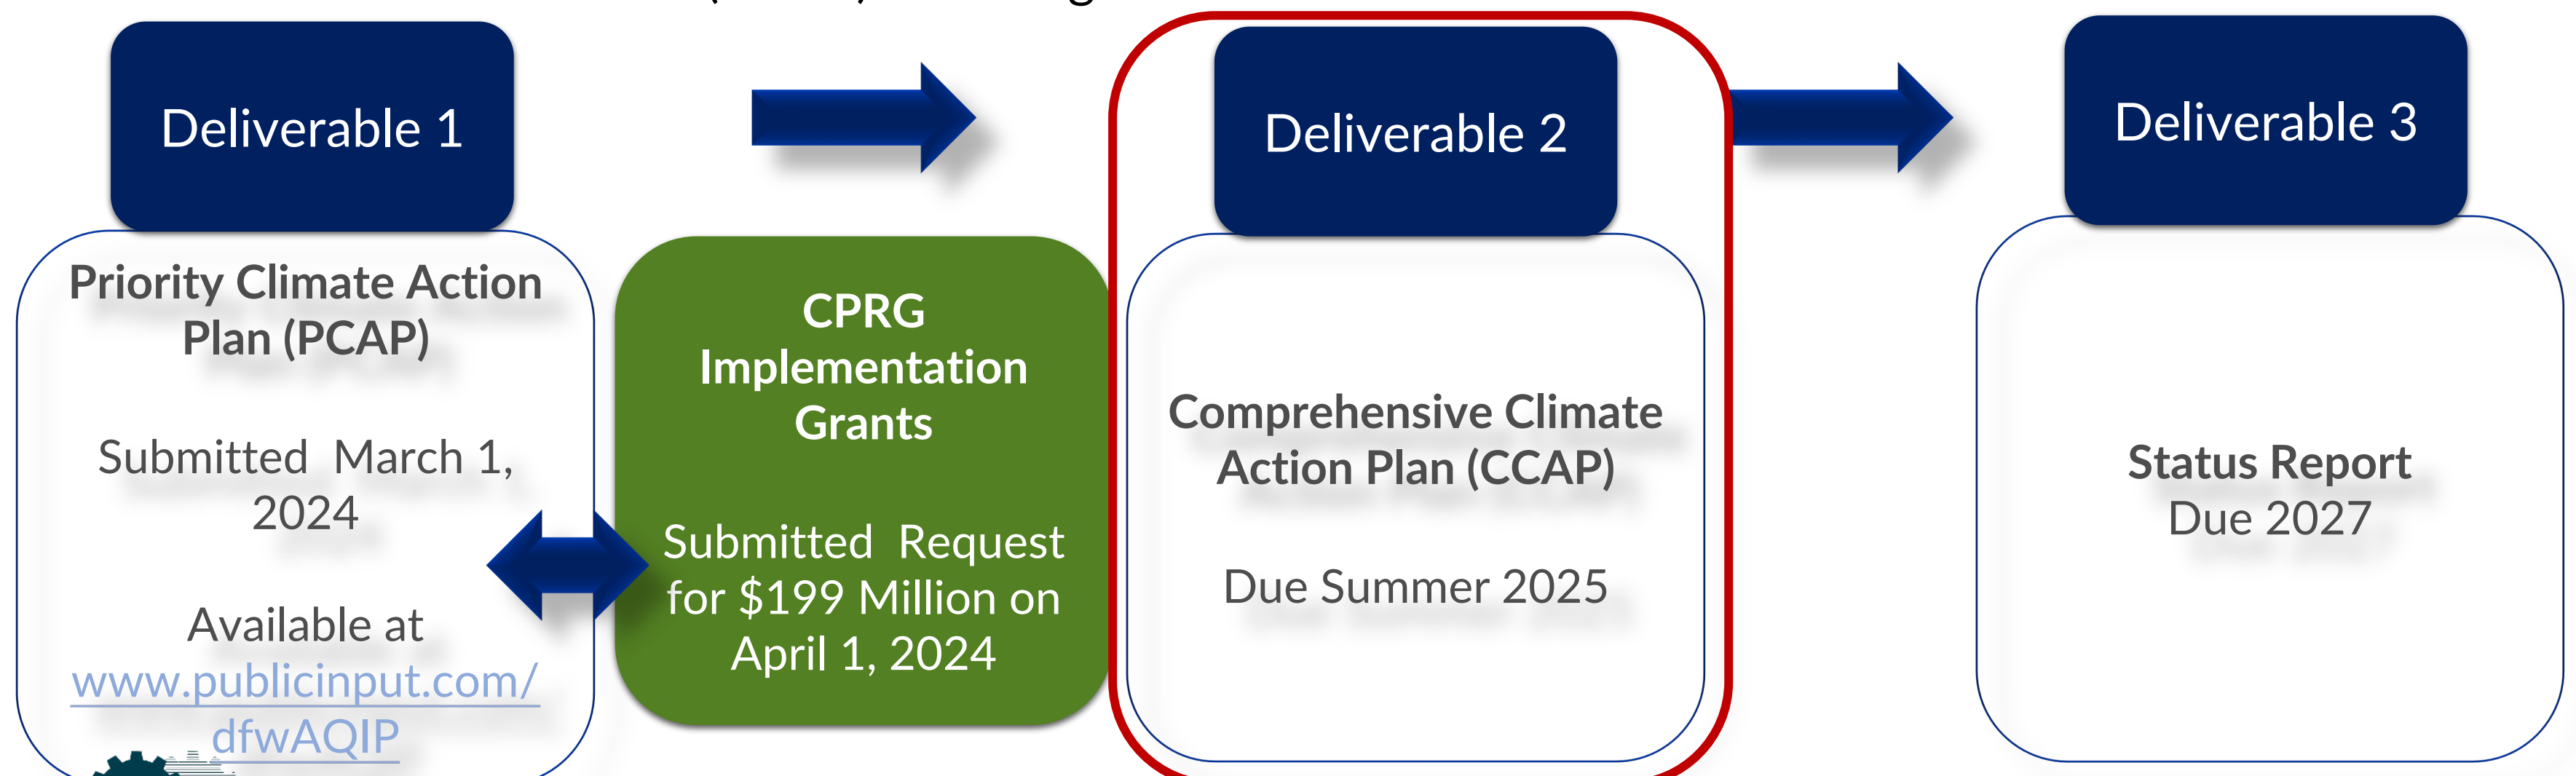 Deliverable 1
Priority Climate Action
Plan (PCAP)
Submitted March 1,
2024
Available at
www.publicinput.com/
dfwAQIP
CPRG
Implementation
Grants
Submitted Request
for $199 Million on
April 1, 2024
Deliverable 2
Comprehensive Climate
Action Plan (CCAP)
Due Summer 2025
Deliverable 3
Status Report
Due 2027